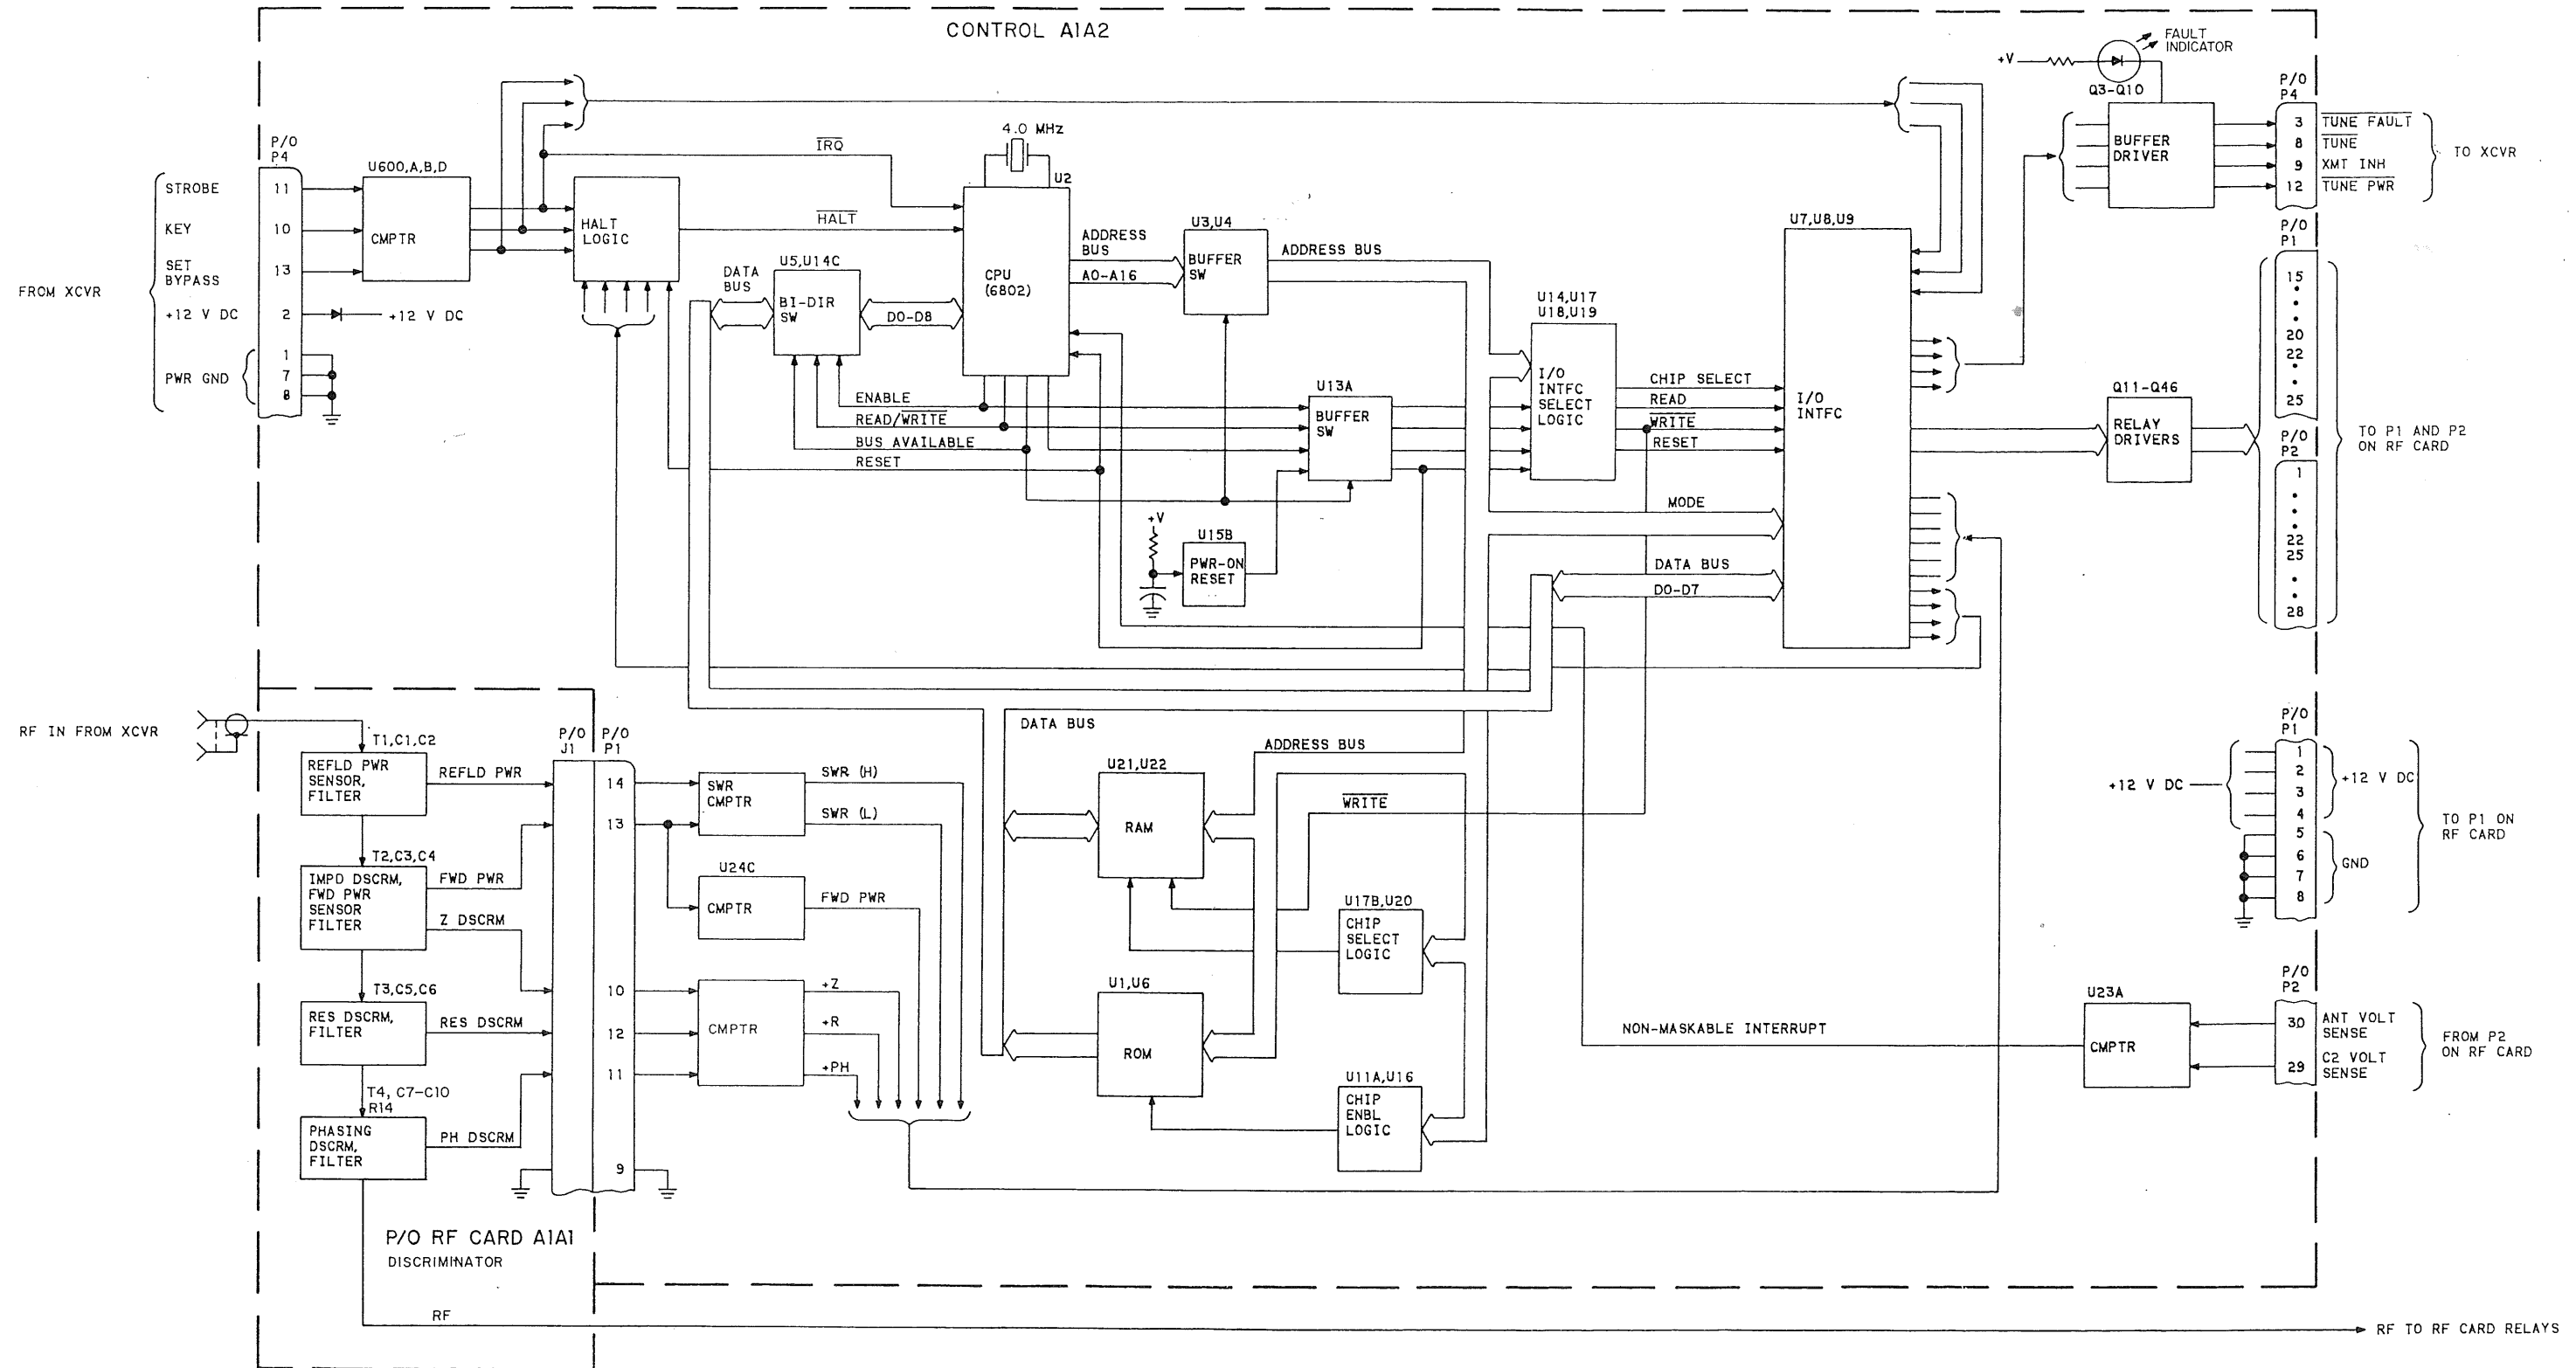 CONTROL A1A2
FAULT
INDICATOR
+V
Q3-Q10
P/O
P4
BUFFER
DRIVER
3
TUNE FAULT
8
TUNE
9
XMT INH
12
TUNE PWR
TO XCVR
P/O
P4
STROBE
11
KEY
10
SET
BYPASS
13
FROM XCVR
+12 V DC
2
+12 V DC
PWR GND
1
7
8
U600,A,B,D
CMPTR
HALT
LOGIC
IRQ
HALT
4.0 MHz
U2
CPU
(6802)
DATA
BUS
U5,U14C
BI-DIR
SW
D0-D8
ADDRESS
BUS
A0-A16
U3,U4
BUFFER
SW
ADDRESS BUS
ENABLE
READ/WRITE
BUS AVAILABLE
RESET
U13A
BUFFER
SW
+V
U15B
PWR-ON
RESET
U14,U17
U18,U19
I/O
INTFC
SELECT
LOGIC
CHIP SELECT
READ
WRITE
RESET
MODE
DATA BUS
D0-D7
U7,U8,U9
I/O
INTFC
Q11-Q46
RELAY
DRIVERS
P/O
P1
15
20
22
25
P/O
P2
1
22
25
28
TO P1 AND P2
ON RF CARD
RF IN FROM XCVR
T1,C1,C2
REFLD PWR
SENSOR,
FILTER
REFLD PWR
T2,C3,C4
IMPD DSCRM,
FWD PWR
SENSOR
FILTER
FWD PWR
Z DSCRM
T3,C5,C6
RES DSCRM,
FILTER
RES DSCRM
T4, C7-C10
R14
PHASING
DSCRM,
FILTER
PH DSCRM
P/O
J1
P/O
P1
14
13
10
12
11
9
SWR
CMPTR
SWR (H)
SWR (L)
U24C
CMPTR
FWD PWR
CMPTR
+Z
+R
+PH
DATA BUS
ADDRESS BUS
U21,U22
RAM
WRITE
U17B,U20
CHIP
SELECT
LOGIC
U1,U6
ROM
U11A,U16
CHIP
ENBL
LOGIC
NON-MASKABLE INTERRUPT
U23A
CMPTR
P/O
P1
+12 V DC
1
2
3
4
5
6
7
8
+12 V DC
GND
TO P1 ON
RF CARD
P/O
P2
30
ANT VOLT
SENSE
29
C2 VOLT
SENSE
FROM P2
ON RF CARD
P/O RF CARD A1A1
DISCRIMINATOR
RF
RF TO RF CARD RELAYS